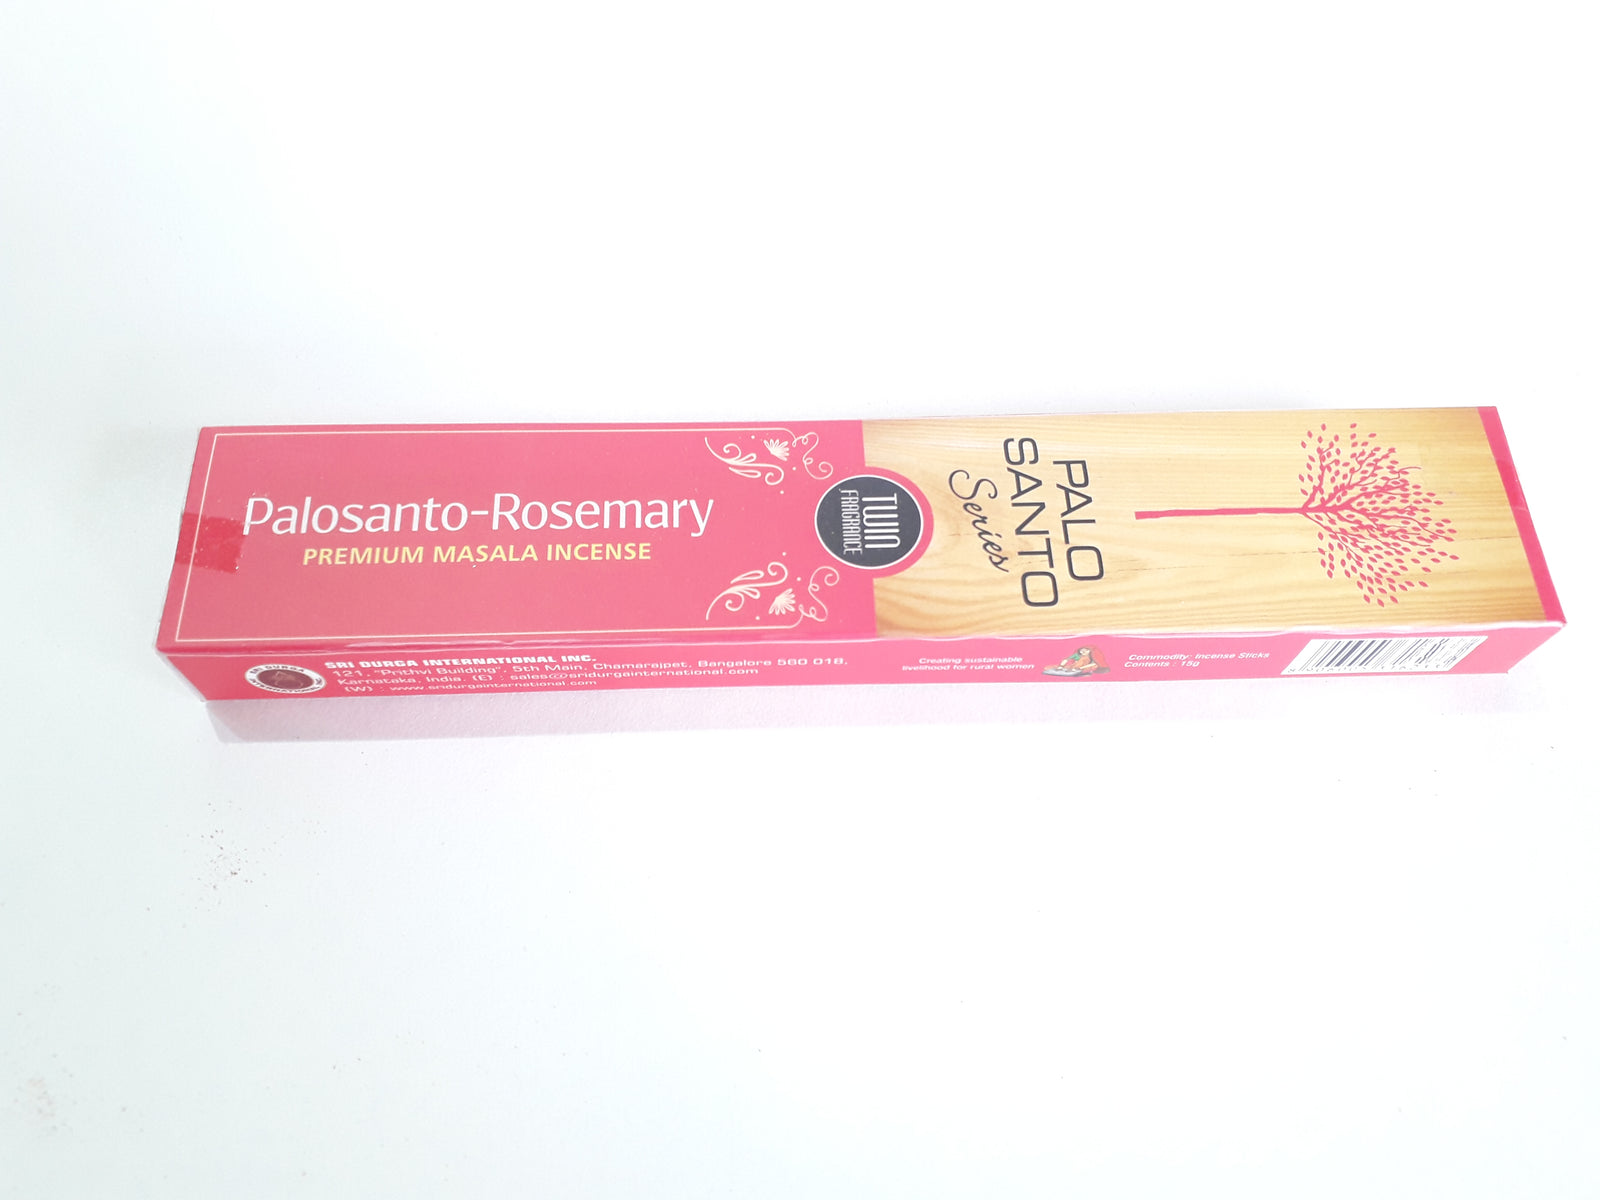 Palosanto-Rosemary
PREMIUM MASALA INCENSE
TWIN
FRAGRANCE
PALO
SANTO
Series
SRI DURGA
SRI DURGA INTERNATIONAL INC.
121, "Prithvi Building", 5th Main, Chamarajpet, Bangalore 560 018,
Karnataka, India. (E) : sales@sridurgainternational.com
(W) : www.sridurgainternational.com
Creating sustainable
livelihood for rural women
Commodity: Incense Sticks
Contents : 15g